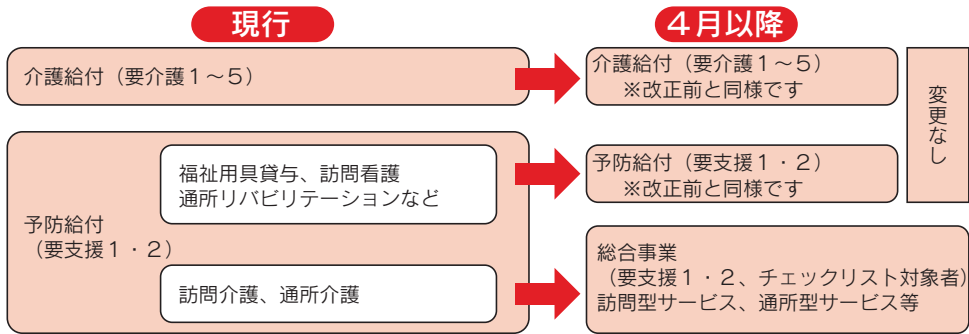 現行
4月以降
介護給付（要介護1～5）
介護給付（要介護1～5）
※改正前と同様です
変更なし
予防給付
（要支援1・2）
福祉用具貸与、訪問看護
通所リバビリテーションなど
予防給付（要支援1・2）
※改正前と同様です
訪問介護、通所介護
総合事業
（要支援1・2、チェックリスト対象者）
訪問型サービス、通所型サービス等